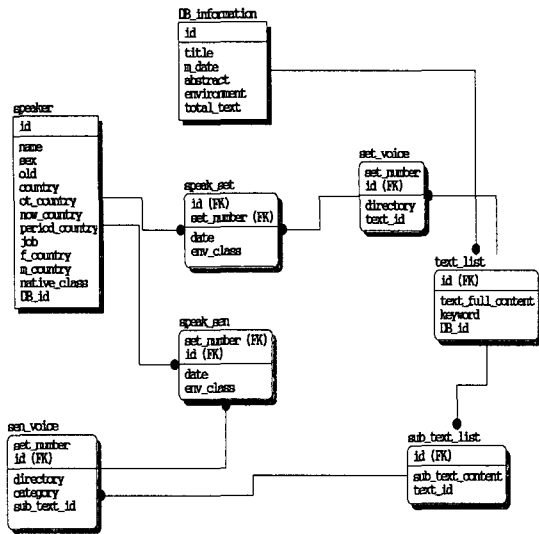 DB_information
id
title
m_date
abstract
environment
total_text
speaker
id
name
sex
old
country
ct_country
now_country
period_country
job
f_country
m_country
native_class
DB_id
speak_set
id (FK)
set_number (FK)
date
env_class
set_voice
set_number
id (FK)
directory
text_id
text_list
id (FK)
text_full_content
keyword
DB_id
speak_sen
set_number (FK)
id (FK)
date
env_class
sen_voice
set_number
id (FK)
directory
category
sub_text_id
sub_text_list
id (FK)
sub_text_content
text_id